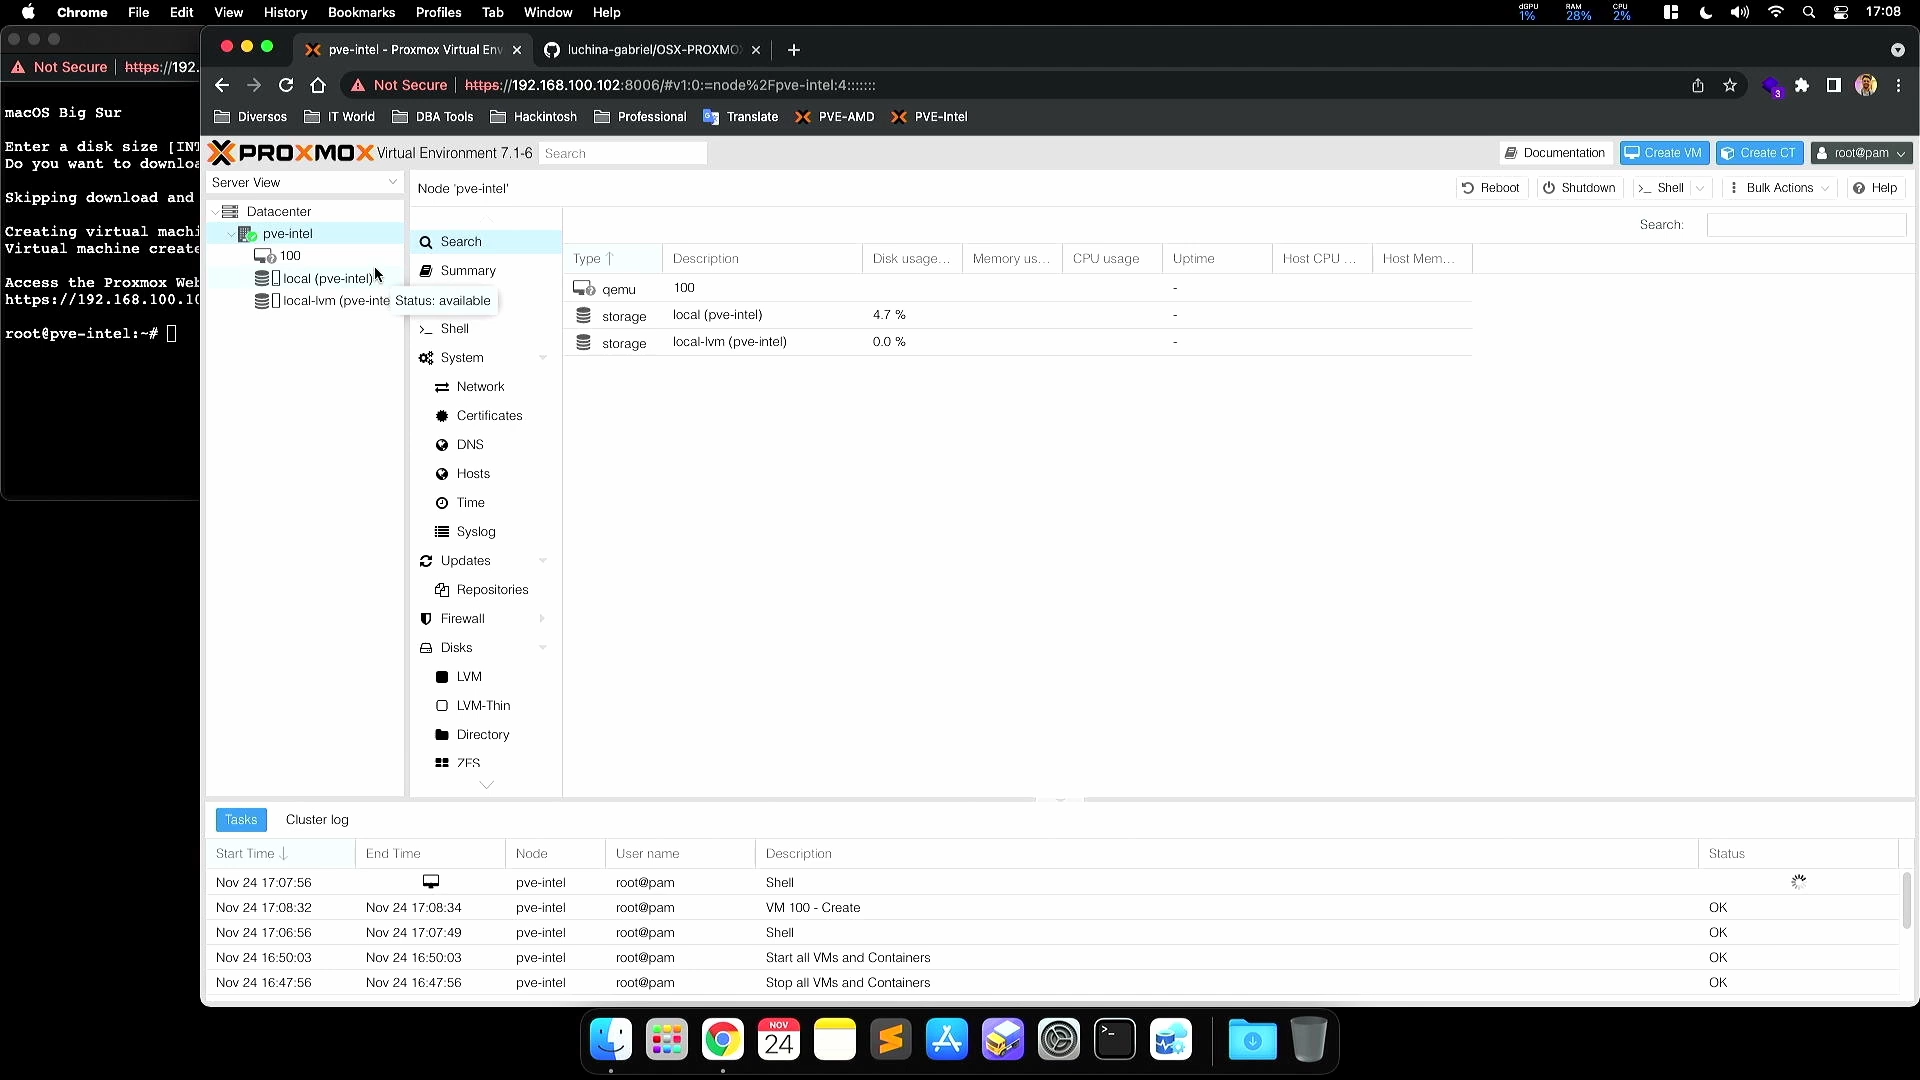 Chrome File Edit View History Bookmarks Profiles Tab Window Help
dGPU 1% RAM 28% CPU 2% 17:08
Not Secure https://192.
macOS Big Sur
Enter a disk size [INT
Do you want to downloa
Skipping download and
Creating virtual machi
Virtual machine create
Access the Proxmox Web
https://192.168.100.10
root@pve-intel:~#
pve-intel - Proxmox Virtual Env
luchina-gabriel/OSX-PROXMO
Not Secure https://192.168.100.102:8006/#v1:0:=node%2Fpve-intel:4:::::::
3
Diversos IT World DBA Tools Hackintosh Professional Translate PVE-AMD PVE-Intel
PROXMOX Virtual Environment 7.1-6 Search
Documentation Create VM Create CT root@pam
Server View
Datacenter
pve-intel
100
local (pve-intel)
local-lvm (pve-inte
Status: available
Node 'pve-intel'
Reboot Shutdown >_ Shell Bulk Actions Help
Search:
Search
Summary
>_ Shell
System
Network
Certificates
DNS
Hosts
Time
Syslog
Updates
Repositories
Firewall
Disks
LVM
LVM-Thin
Directory
ZFS
Type Description Disk usage... Memory us... CPU usage Uptime Host CPU ... Host Mem...
qemu 100 -
storage local (pve-intel) 4.7 % -
storage local-lvm (pve-intel) 0.0 % -
Tasks Cluster log
Start Time End Time Node User name Description Status
Nov 24 17:07:56 pve-intel root@pam Shell
Nov 24 17:08:32 Nov 24 17:08:34 pve-intel root@pam VM 100 - Create OK
Nov 24 17:06:56 Nov 24 17:07:49 pve-intel root@pam Shell OK
Nov 24 16:50:03 Nov 24 16:50:03 pve-intel root@pam Start all VMs and Containers OK
Nov 24 16:47:56 Nov 24 16:47:56 pve-intel root@pam Stop all VMs and Containers OK
NOV
24